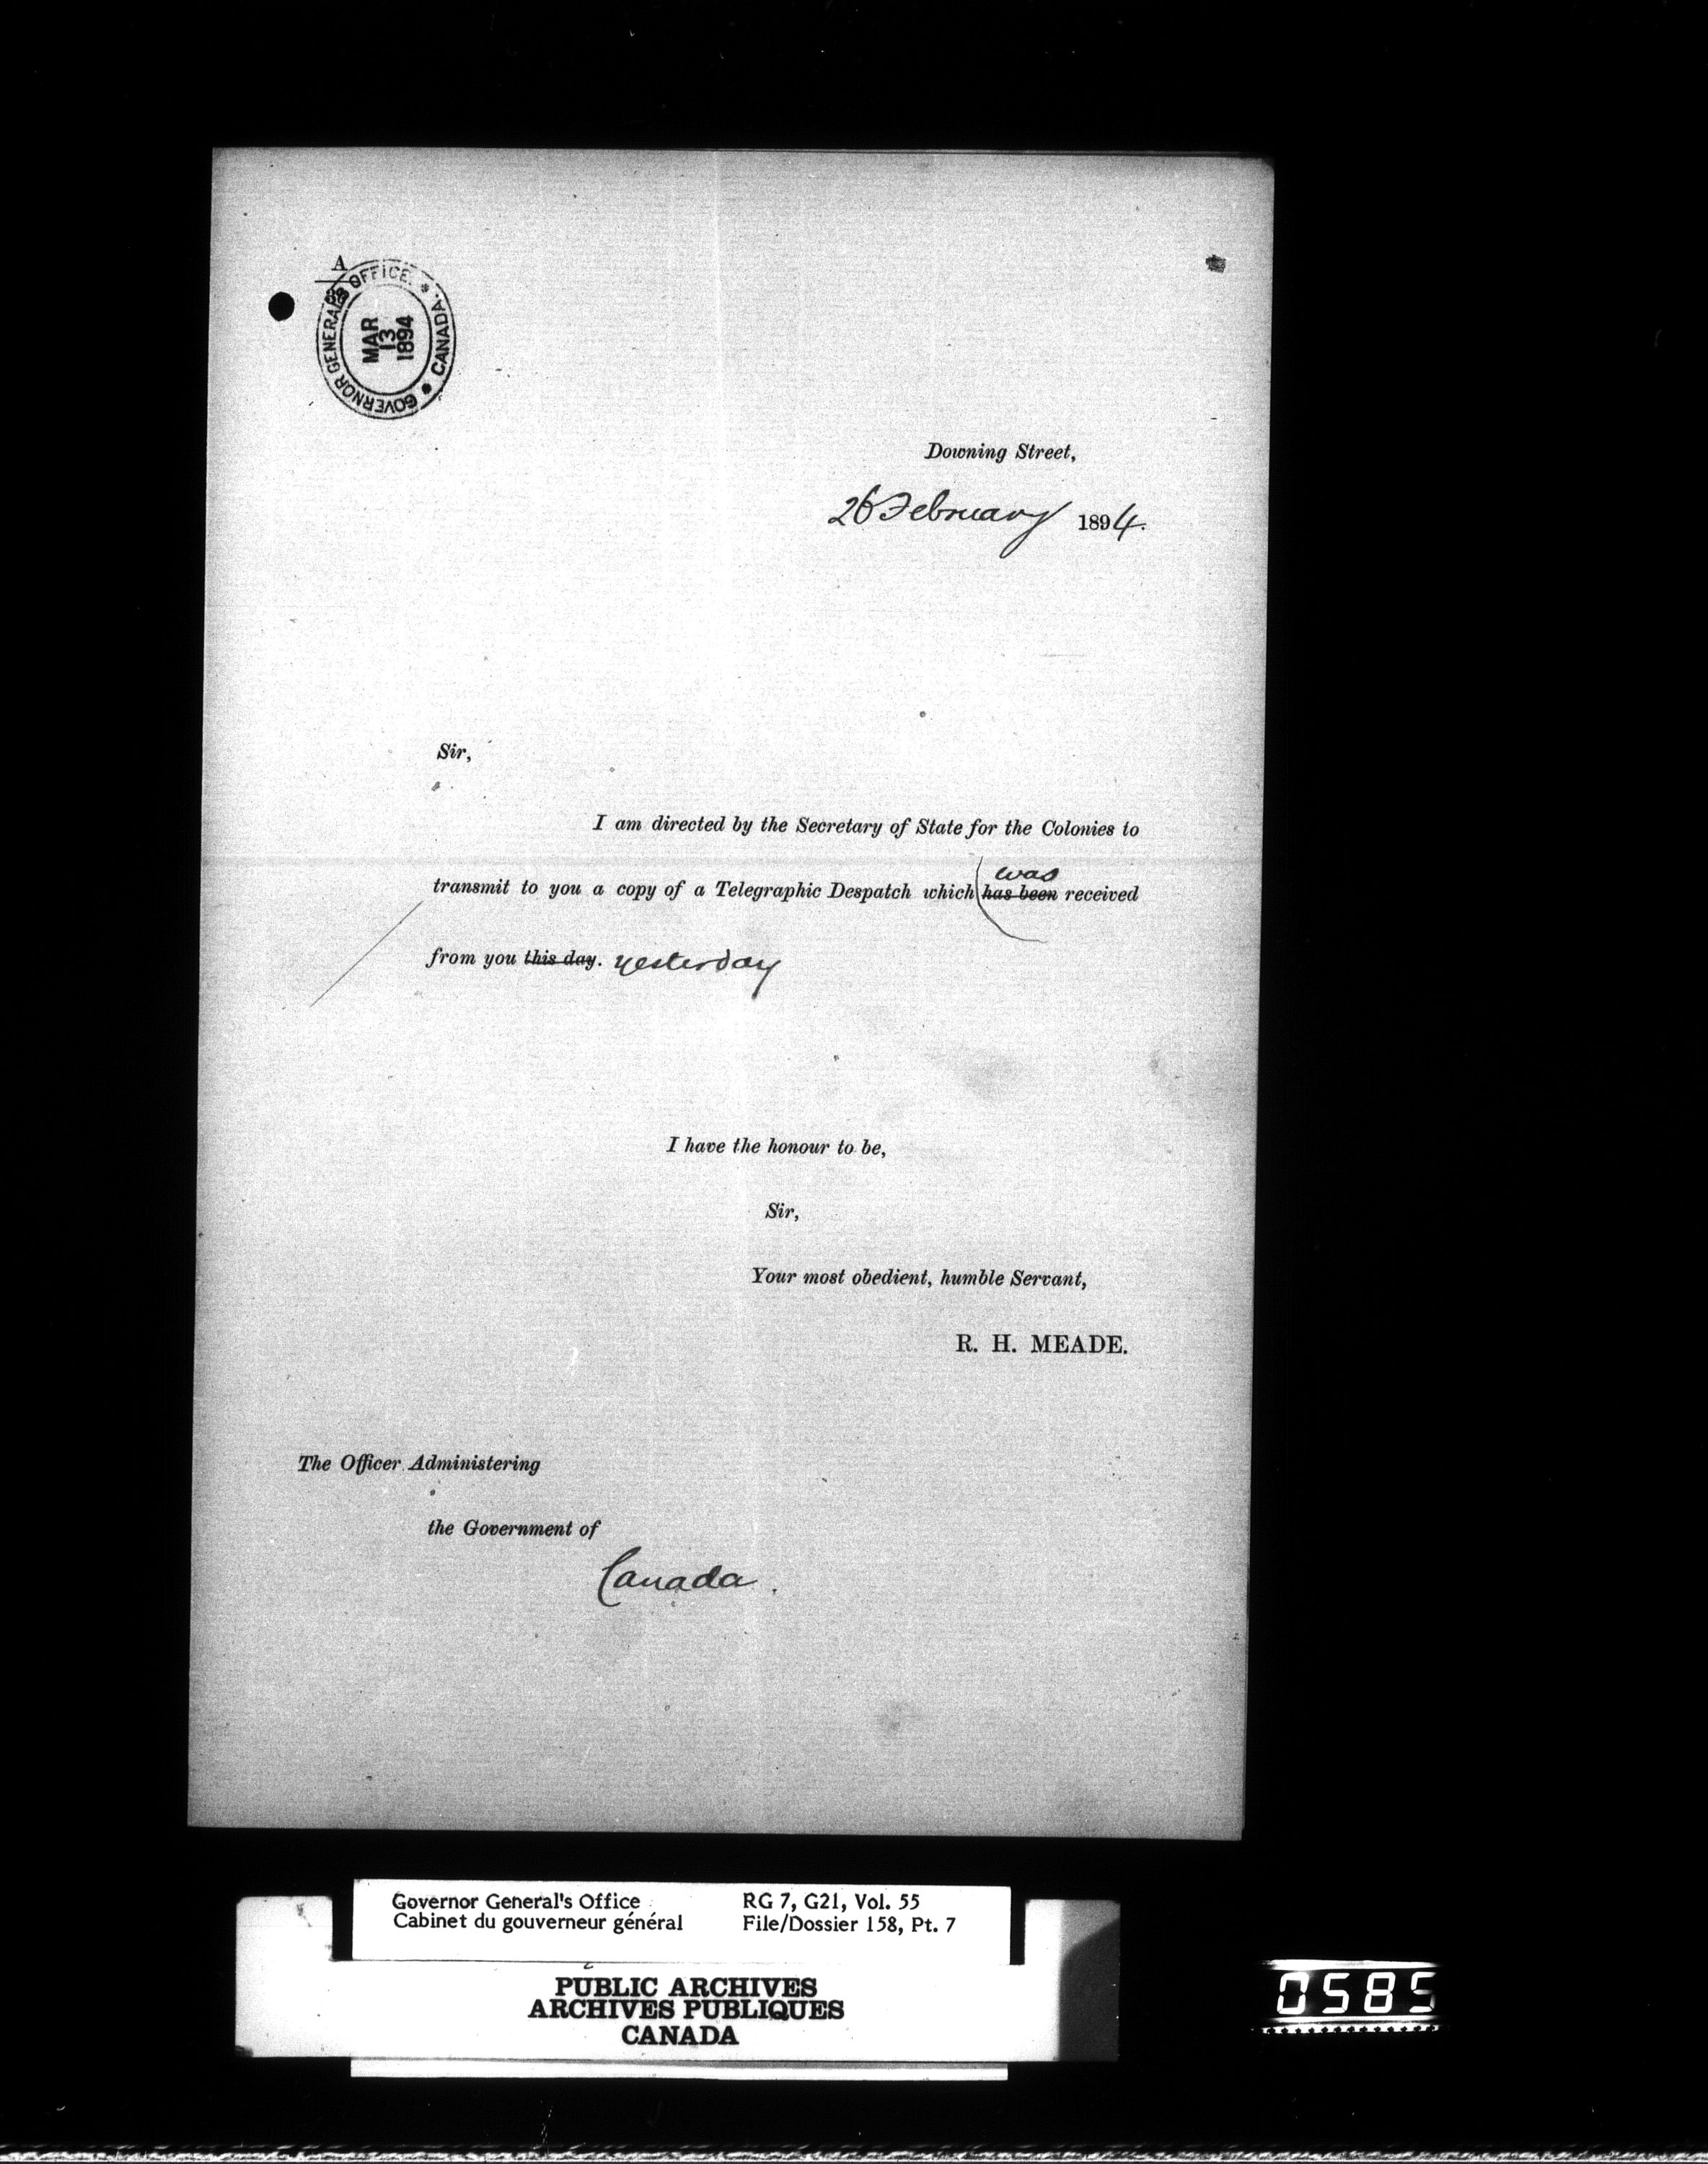 A
GOVERNOR GENERAL'S OFFICE. * CANADA. *
MAR
13
1894
Downing Street,
26 February 1894.
Sir,
I am directed by the Secretary of State for the Colonies to
was
transmit to you a copy of a Telegraphic Despatch which has been received
from you this day. yesterday
I have the honour to be,
Sir,
Your most obedient, humble Servant,
R. H. MEADE.
The Officer Administering
the Government of
Canada.
Governor General's Office RG 7, G21, Vol. 55
Cabinet du gouverneur général File/Dossier 158, Pt. 7
PUBLIC ARCHIVES
ARCHIVES PUBLIQUES
CANADA
0585